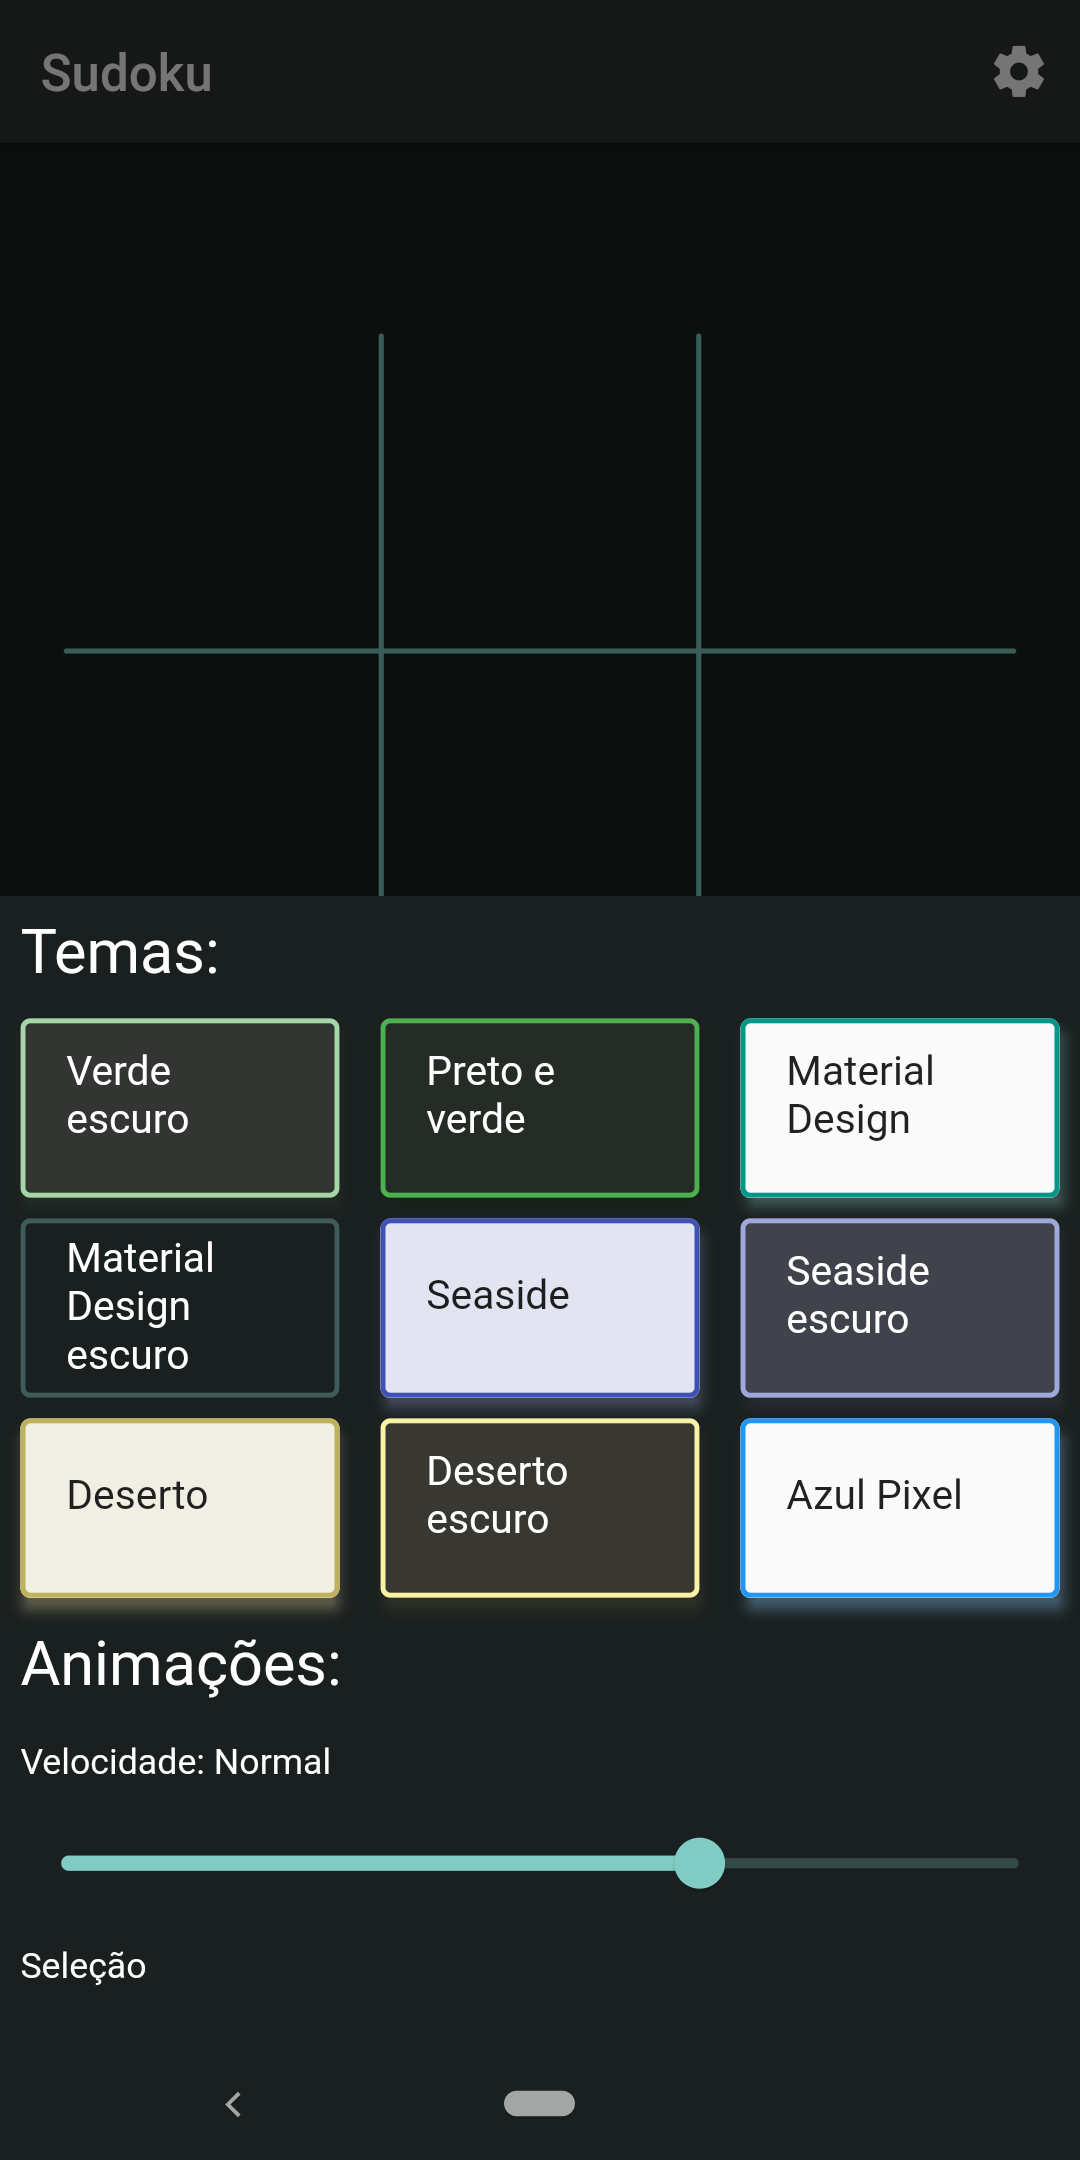 Sudoku
Temas:
Verde
escuro
Preto e
verde
Material
Design
Material
Design
escuro
Seaside
Seaside
escuro
Deserto
Deserto
escuro
Azul Pixel
Animações:
Velocidade: Normal
Seleção